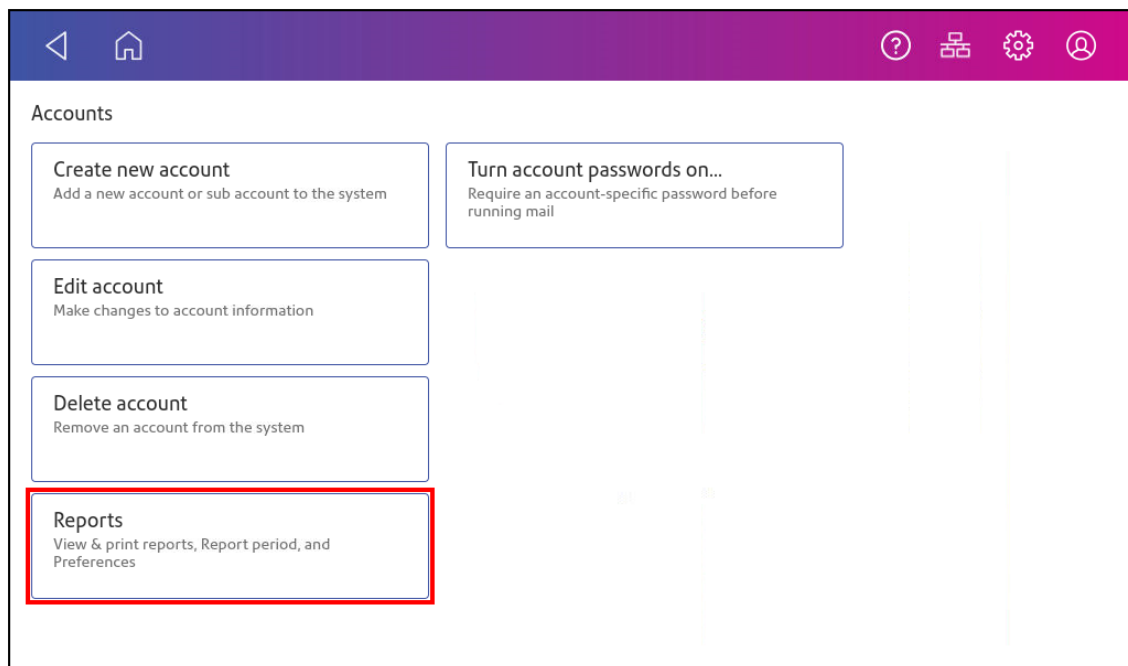 Accounts
Create new account
Add a new account or sub account to the system
Turn account passwords on...
Require an account-specific password before
running mail
Edit account
Make changes to account information
Delete account
Remove an account from the system
Reports
View & print reports, Report period, and
Preferences